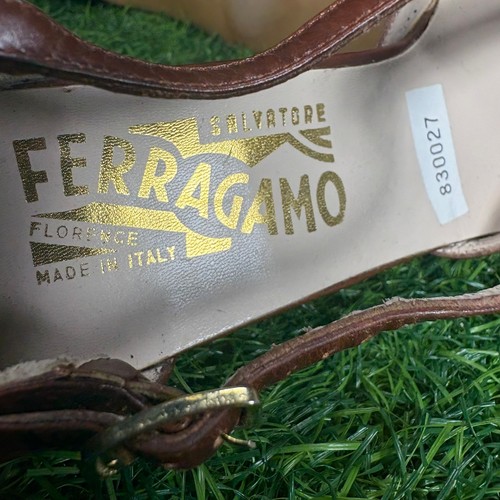 SALVATORE
FERRAGAMO
FLORENCE
MADE IN ITALY
830027